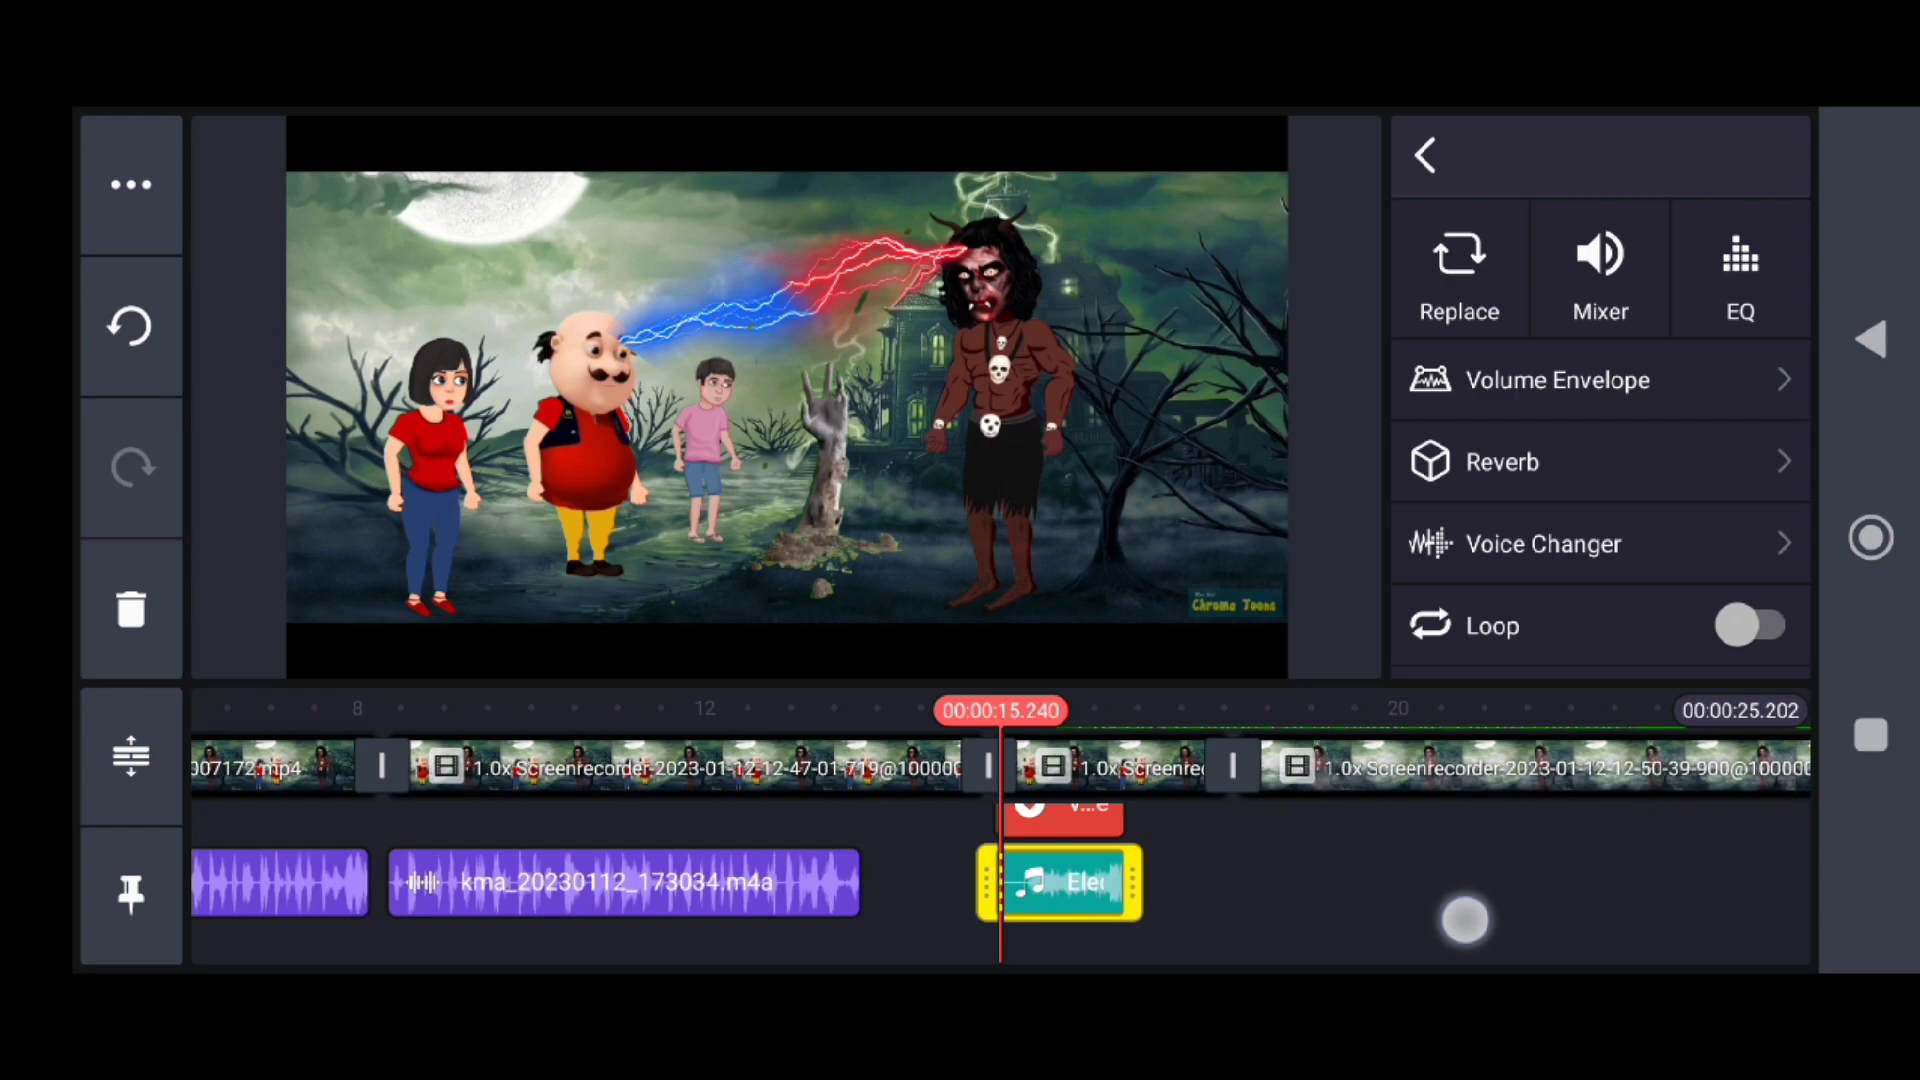 Replace
Mixer
EQ
Volume Envelope
Reverb
Voice Changer
Loop
Chroma Toons
8
12
00:00:15.240
20
00:00:25.202
007172.mp4
1.0x Screenrecorder-2023-01-12-12-47-01-719@10000
1.0x Screenrec
1.0x Screenrecorder-2023-01-12-12-50-39-900@100000
V...e
kma_20230112_173034.m4a
Elec